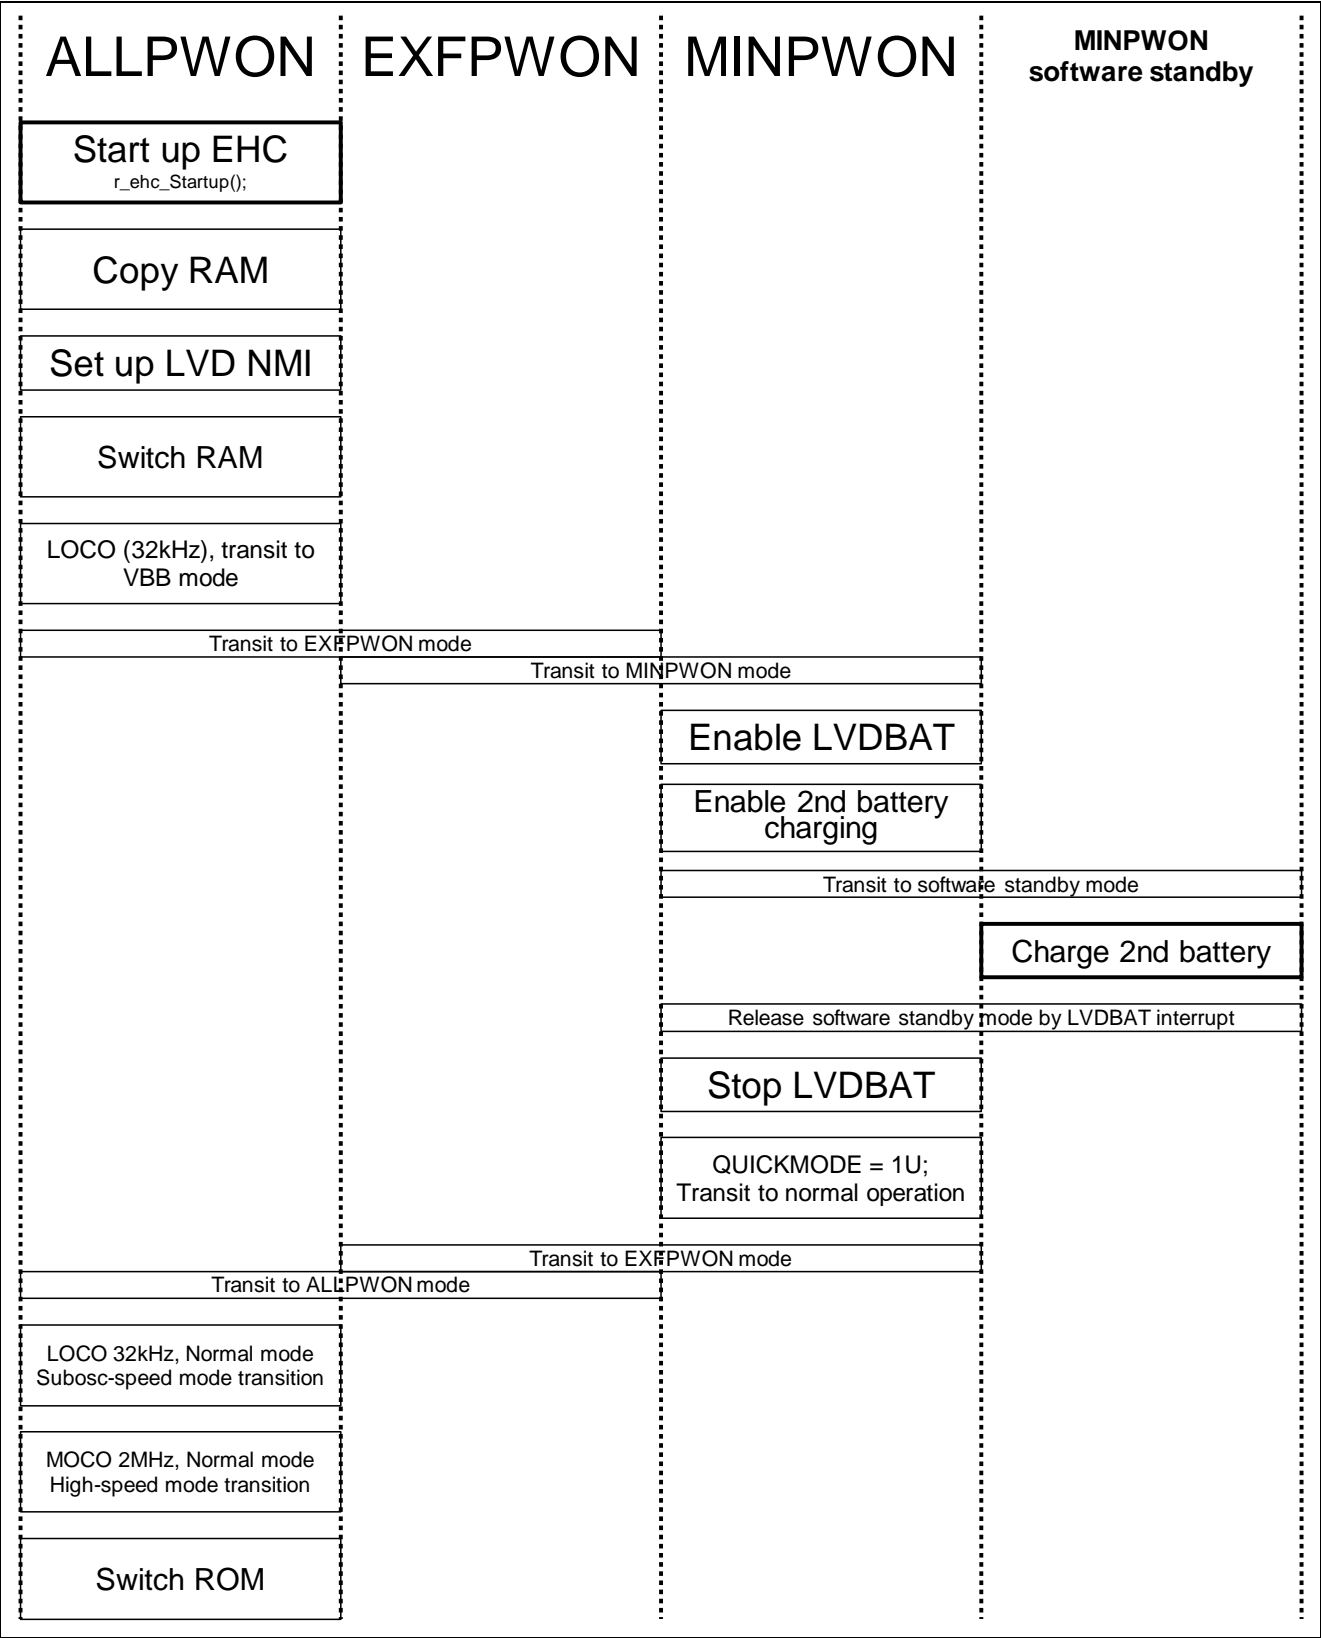 ALLPWON
EXFPWON
MINPWON
MINPWON
software standby
Start up EHC
r_ehc_Startup();
Copy RAM
Set up LVD NMI
Switch RAM
LOCO (32kHz), transit to
VBB mode
Transit to EXFPWON mode
Transit to MINPWON mode
Enable LVDBAT
Enable 2nd battery
charging
Transit to software standby mode
Charge 2nd battery
Release software standby mode by LVDBAT interrupt
Stop LVDBAT
QUICKMODE = 1U;
Transit to normal operation
Transit to EXFPWON mode
Transit to ALLPWON mode
LOCO 32kHz, Normal mode
Subosc-speed mode transition
MOCO 2MHz, Normal mode
High-speed mode transition
Switch ROM